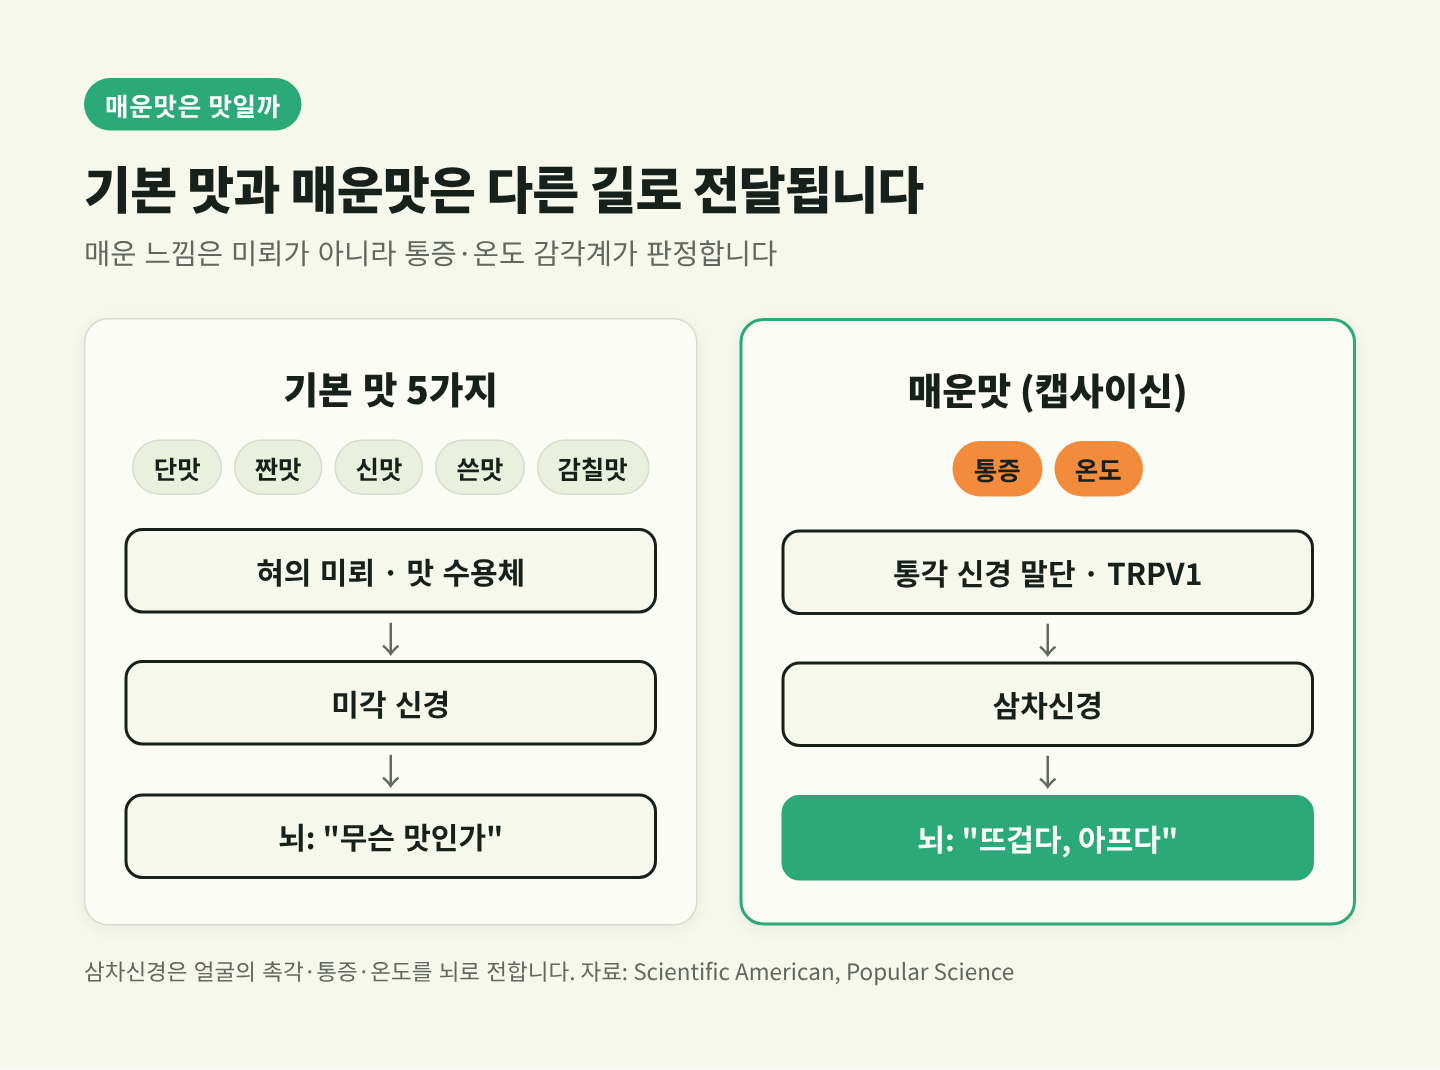 매운맛은 맛일까
기본 맛과 매운맛은 다른 길로 전달됩니다
매운 느낌은 미뢰가 아니라 통증·온도 감각계가 판정합니다
기본 맛 5가지
단맛 짠맛 신맛 쓴맛 감칠맛
혀의 미뢰 · 맛 수용체
↓
미각 신경
↓
뇌: "무슨 맛인가"
매운맛 (캡사이신)
통증 온도
통각 신경 말단 · TRPV1
↓
삼차신경
↓
뇌: "뜨겁다, 아프다"
삼차신경은 얼굴의 촉각·통증·온도를 뇌로 전합니다. 자료: Scientific American, Popular Science